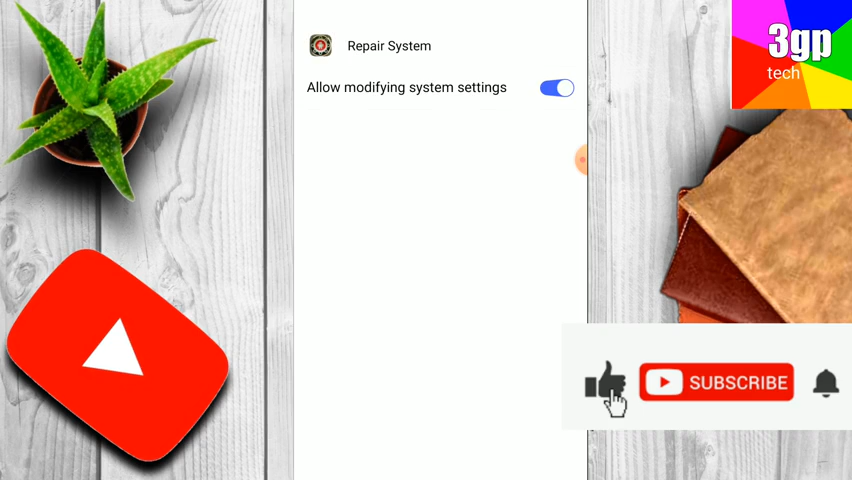 Repair System
Allow modifying system settings
3gp
tech
SUBSCRIBE